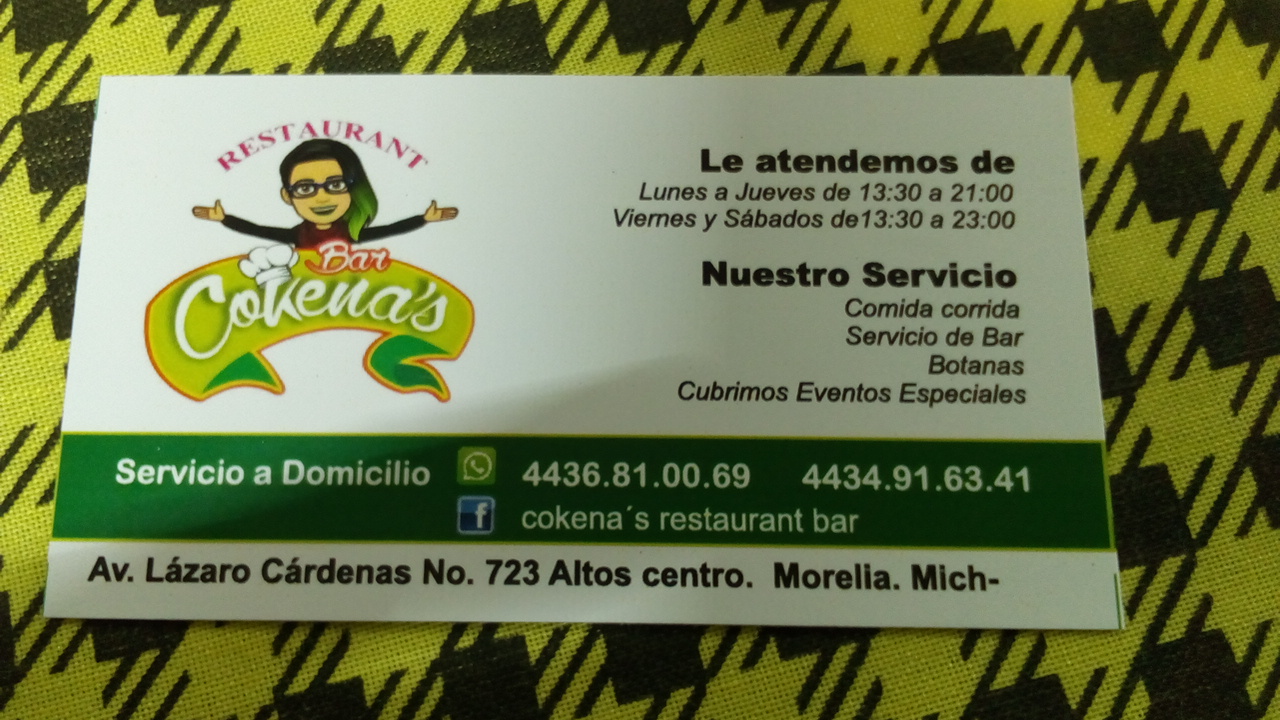 RESTAURANT
Bar
Cokena's
Le atendemos de
Lunes a Jueves de 13:30 a 21:00
Viernes y Sábados de13:30 a 23:00
Nuestro Servicio
Comida corrida
Servicio de Bar
Botanas
Cubrimos Eventos Especiales
Servicio a Domicilio 4436.81.00.69 4434.91.63.41
f cokena´s restaurant bar
Av. Lázaro Cárdenas No. 723 Altos centro. Morelia. Mich-